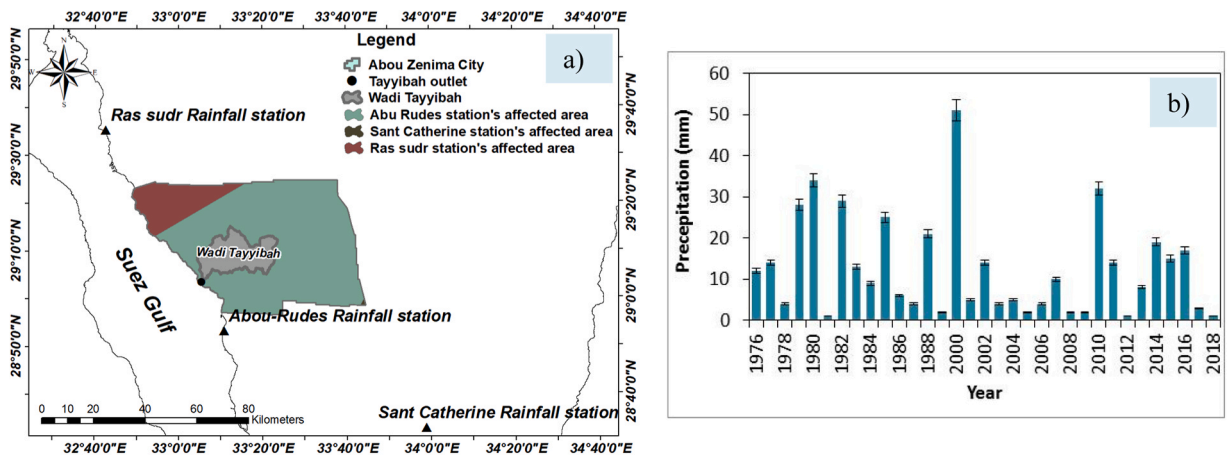 32°40'0"E 33°0'0"E 33°20'0"E 33°40'0"E 34°0'0"E 34°20'0"E 34°40'0"E
a)
N
W E
S
Legend
Abou Zenima City
Tayyibah outlet
Wadi Tayyibah
Abu Rudes station's affected area
Sant Catherine station's affected area
Ras sudr station's affected area
29°50'0"N
29°30'0"N
29°10'0"N
28°50'0"N
29°40'0"N
29°20'0"N
29°0'0"N
28°40'0"N
Ras sudr Rainfall station
Wadi Tayyibah
Suez Gulf
Abou-Rudes Rainfall station
Sant Catherine Rainfall station
0 10 20 40 60 80
Kilometers
32°40'0"E 33°0'0"E 33°20'0"E 33°40'0"E 34°0'0"E 34°20'0"E 34°40'0"E
b)
Precepitation (mm)
60
50
40
30
20
10
0
1976 1978 1980 1982 1984 1986 1988 2000 2002 2004 2006 2008 2010 2012 2014 2016 2018
Year